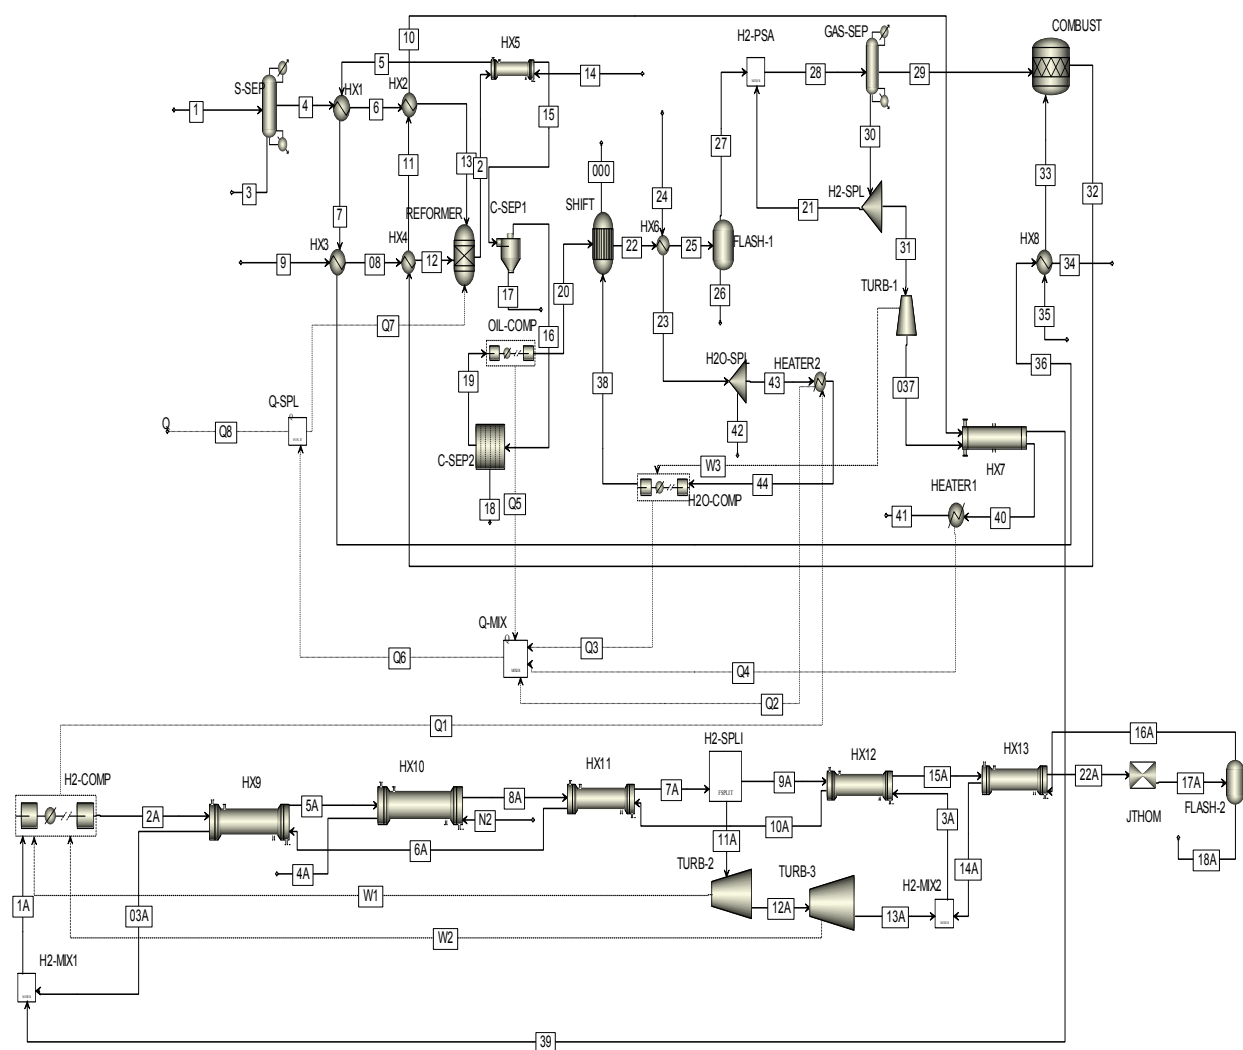 COMBUST
H2-PSA
GAS-SEP
10
HX5
5
HX2
14
28
29
S-SEP
HX1
1
4
6
15
27
30
32
13
2
11
000
24
33
3
7
H2-SPL
REFORMER
C-SEP1
SHIFT
21
HX6
HX3
HX4
22
25
FLASH-1
31
HX8
9
08
12
34
TURB-1
17
20
26
35
Q7
OIL-COMP
23
16
36
H2O-SPL
HEATER2
19
38
43
037
Q-SPL
Q
Q8
42
C-SEP2
W3
HX7
44
H2O-COMP
HEATER1
18
Q5
41
40
Q-MIX
Q
Q6
Q3
Q4
Q2
Q1
16A
H2-SPLI
HX13
HX12
H2-COMP
HX9
HX10
HX11
15A
22A
17A
9A
7A
FSPLIT
5A
8A
FLASH-2
2A
N2
JTHOM
3A
10A
11A
6A
18A
TURB-2
TURB-3
14A
4A
H2-MIX2
W1
1A
03A
12A
13A
W2
H2-MIX1
39